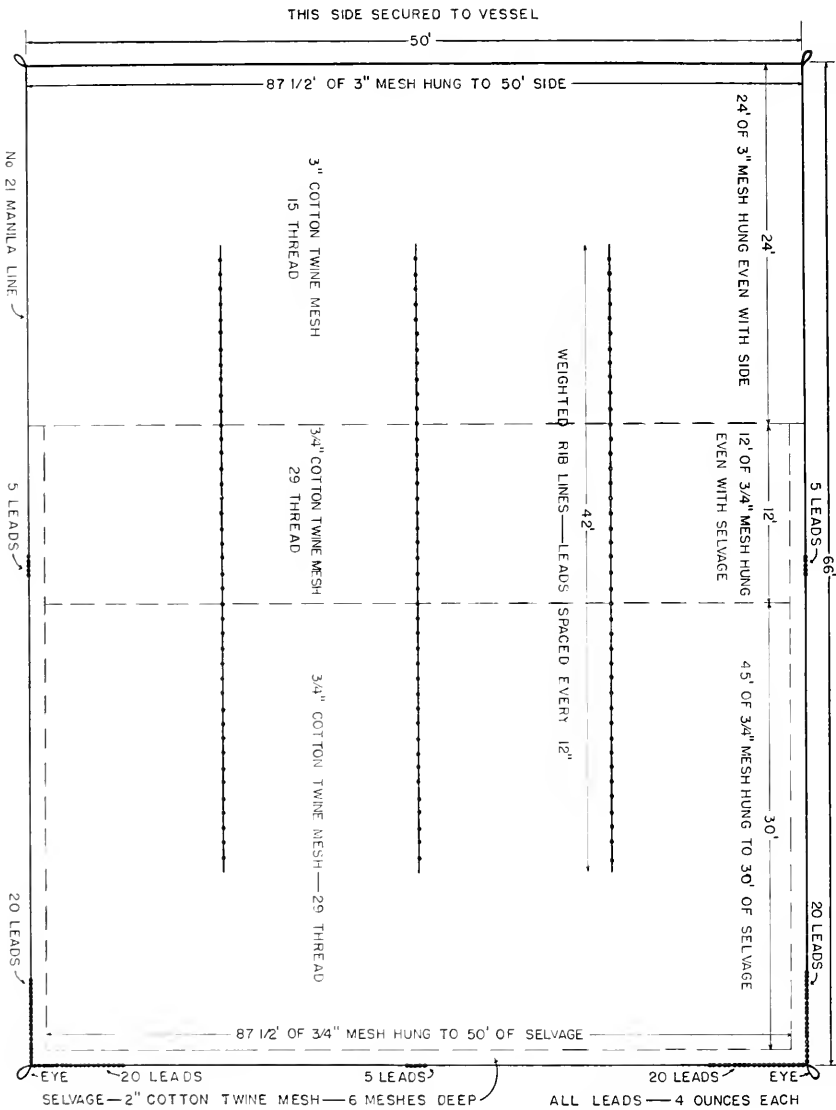 THIS SIDE SECURED TO VESSEL
50'
87 1/2' OF 3" MESH HUNG TO 50' SIDE
24' OF 3" MESH HUNG EVEN WITH SIDE
24'
No 21 MANILA LINE
3" COTTON TWINE MESH
15 THREAD
WEIGHTED RIB LINES—LEADS SPACED EVERY 12"
42'
12' OF 3/4" MESH HUNG
EVEN WITH SELVAGE
12'
5 LEADS
66'
5 LEADS
3/4" COTTON TWINE MESH
29 THREAD
45' OF 3/4" MESH HUNG TO 30' OF SELVAGE
30'
3/4" COTTON TWINE MESH—29 THREAD
20 LEADS
20 LEADS
87 1/2' OF 3/4" MESH HUNG TO 50' OF SELVAGE
EYE
20 LEADS
5 LEADS
20 LEADS
EYE
SELVAGE—2" COTTON TWINE MESH—6 MESHES DEEP
ALL LEADS—4 OUNCES EACH